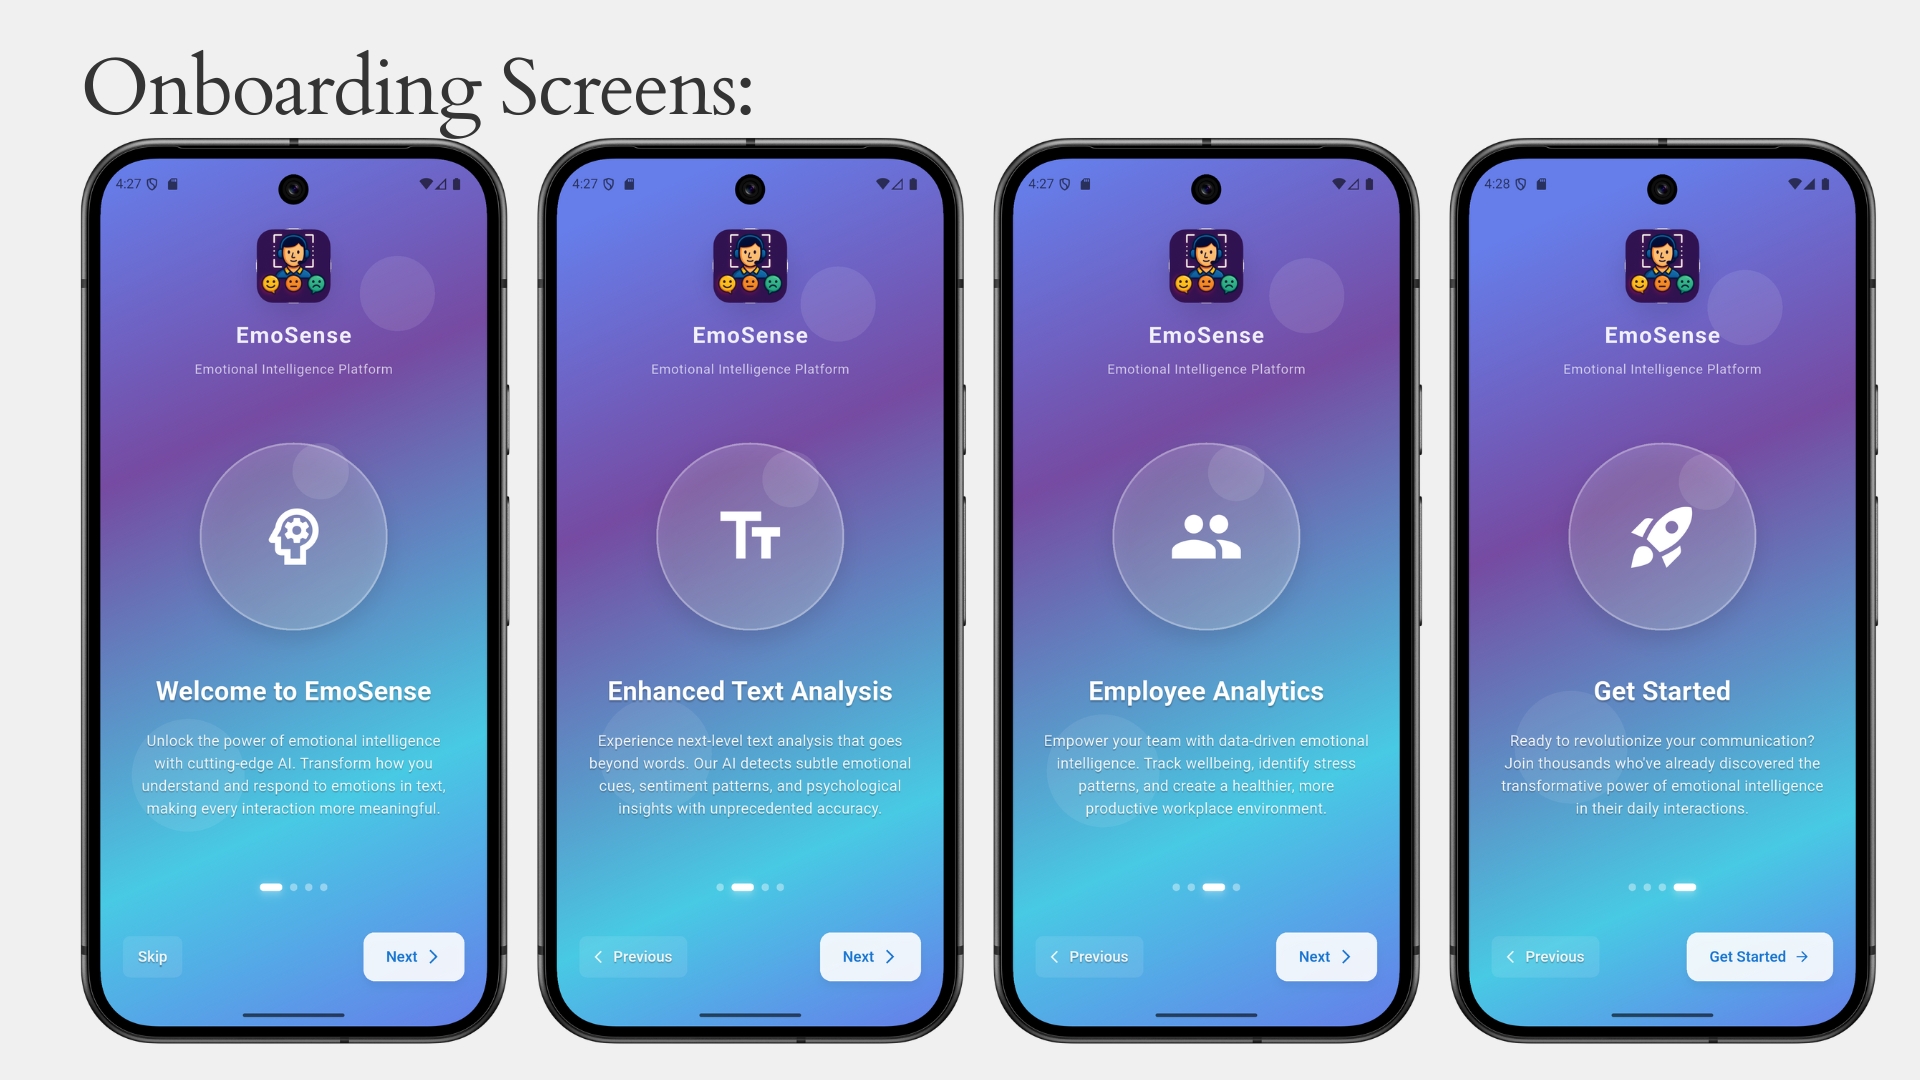 Onboarding Screens:
4:27
EmoSense
Emotional Intelligence Platform
Welcome to EmoSense
Unlock the power of emotional intelligence
with cutting-edge AI. Transform how you
understand and respond to emotions in text,
making every interaction more meaningful.
Skip
Next
4:27
EmoSense
Emotional Intelligence Platform
Enhanced Text Analysis
Experience next-level text analysis that goes
beyond words. Our AI detects subtle emotional
cues, sentiment patterns, and psychological
insights with unprecedented accuracy.
Previous
Next
4:27
EmoSense
Emotional Intelligence Platform
Employee Analytics
Empower your team with data-driven emotional
intelligence. Track wellbeing, identify stress
patterns, and create a healthier, more
productive workplace environment.
Previous
Next
4:28
EmoSense
Emotional Intelligence Platform
Get Started
Ready to revolutionize your communication?
Join thousands who've already discovered the
transformative power of emotional intelligence
in their daily interactions.
Previous
Get Started